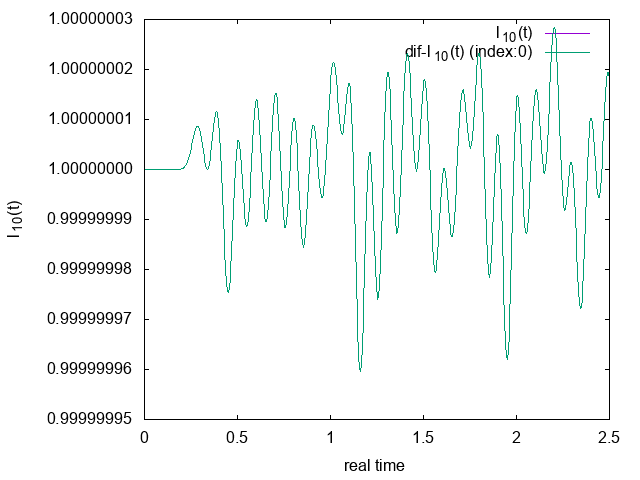 1.00000003
1.00000002
1.00000001
1.00000000
0.99999999
0.99999998
0.99999997
0.99999996
0.99999995
0 0.5 1 1.5 2 2.5
I10(t)
real time
I10(t)
dif-I10(t) (index:0)